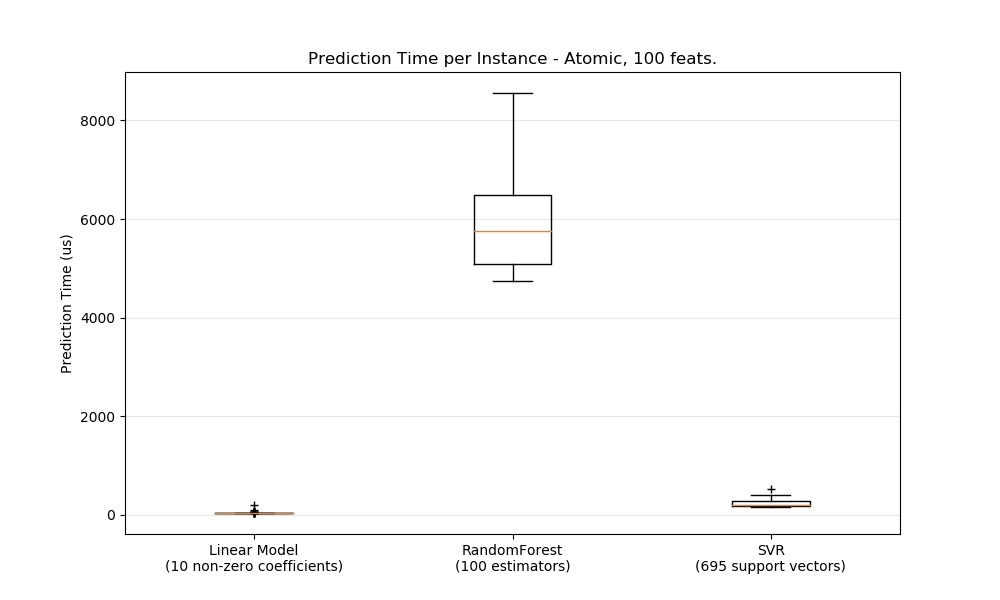 Prediction Time per Instance - Atomic, 100 feats.
Prediction Time (us)
8000
6000
4000
2000
0
Linear Model
(10 non-zero coefficients)
RandomForest
(100 estimators)
SVR
(695 support vectors)